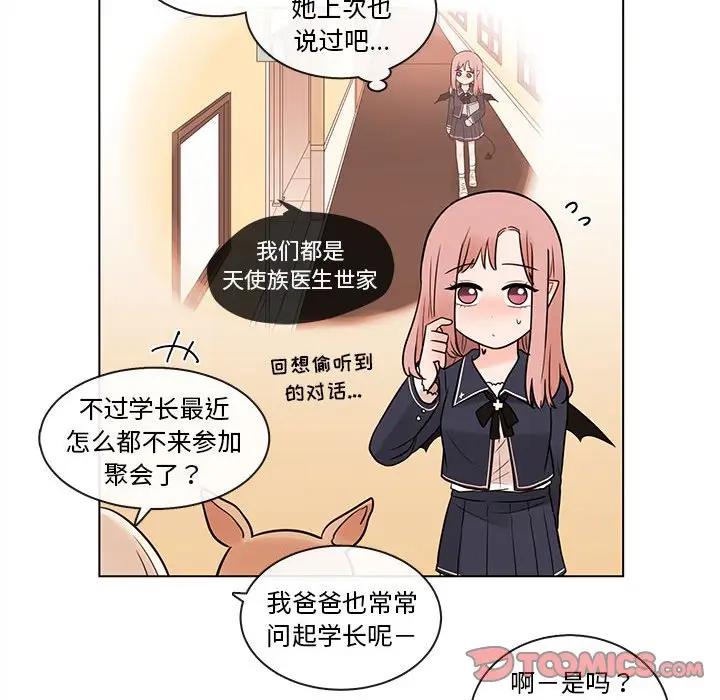 她上次也
说过吧...
我们都是
天使族医生世家
回想偷听到
的对话...
不过学长最近
怎么都不来参加
聚会了？
我爸爸也常常
问起学长呢－
啊－是吗？
TOOMICS.COM